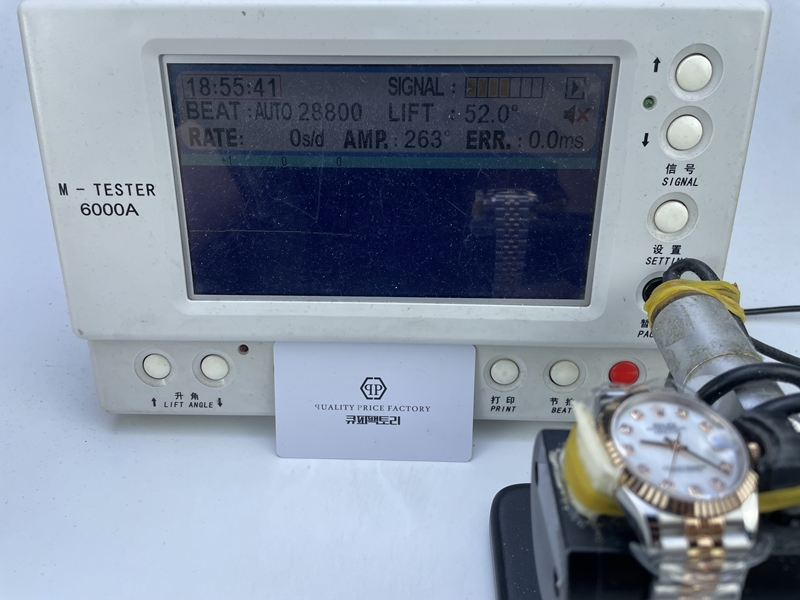 18:55:41 SIGNAL :
BEAT : AUTO 28800 LIFT : 52.0°
RATE: 0s/d AMP. : 263° ERR. : 0.0ms
M - TESTER
6000A
信号
SIGNAL
设置
SETTING
升角
LIFT ANGLE
打印
PRINT
BEAT
QUALITY PRICE FACTORY
큐피팩토리